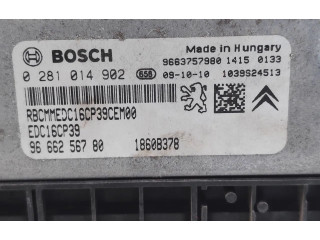 BOSCH
Made in Hungary
9663757980 1415 0133
0 281 014 902 656 09-10-10 1039S24513
RBCMMEDC16CP39CEM00
EDC16CP39
96 662 567 80 1860B378